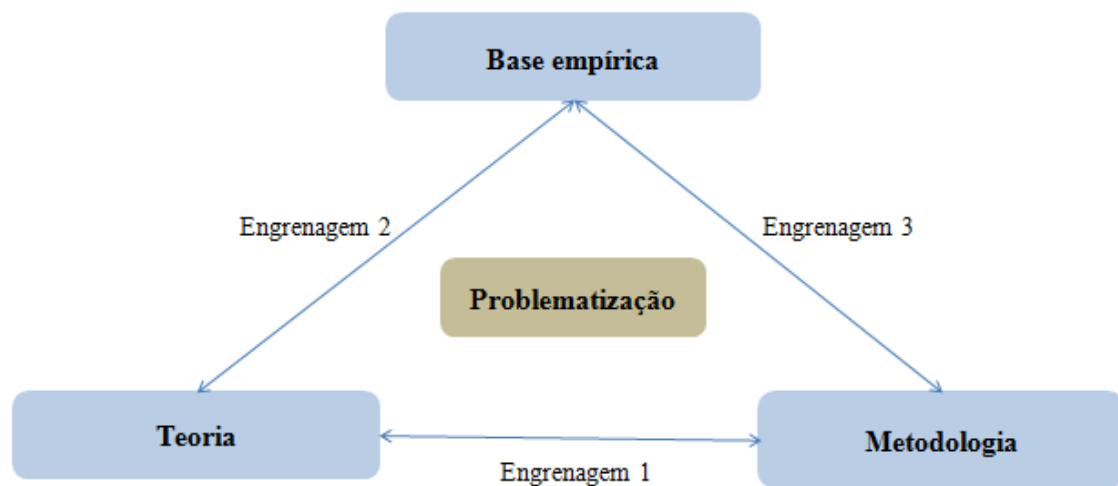 Base empírica
Engrenagem 2
Engrenagem 3
Problematização
Teoria
Metodologia
Engrenagem 1